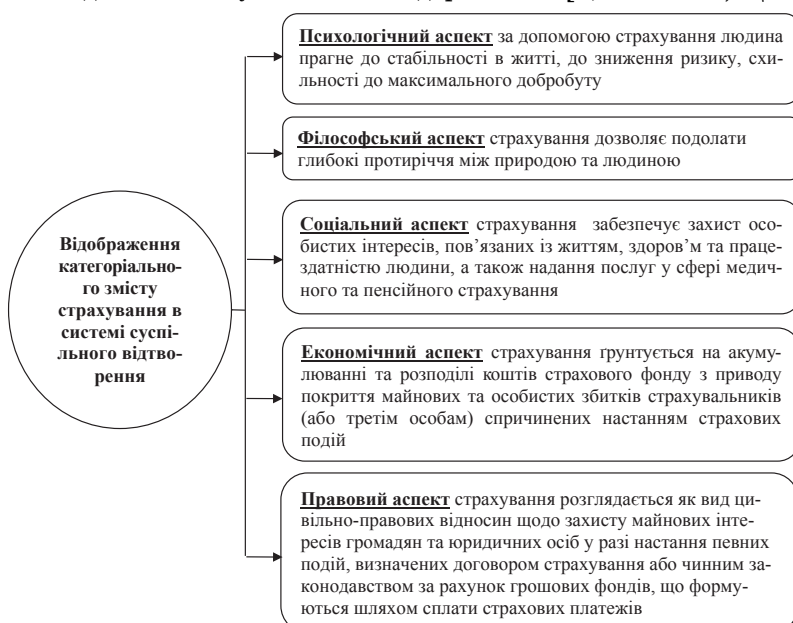 Відображення
категоріально-
го змісту
страхування в
системі суспі-
льного відтво-
рення
Психологічний аспект за допомогою страхування людина
прагне до стабільності в житті, до зниження ризику, схи-
льності до максимального добробуту
Філософський аспект страхування дозволяє подолати
глибокі протиріччя між природою та людиною
Соціальний аспект страхування забезпечує захист осо-
бистих інтересів, пов’язаних із життям, здоров’м та праце-
здатністю людини, а також надання послуг у сфері медич-
ного та пенсійного страхування
Економічний аспект страхування ґрунтується на акуму-
люванні та розподілі коштів страхового фонду з приводу
покриття майнових та особистих збитків страхувальників
(або третім особам) спричинених настанням страхових
подій
Правовий аспект страхування розглядається як вид ци-
вільно-правових відносин щодо захисту майнових інте-
ресів громадян та юридичних осіб у разі настання певних
подій, визначених договором страхування або чинним за-
конодавством за рахунок грошових фондів, що форму-
ються шляхом сплати страхових платежів